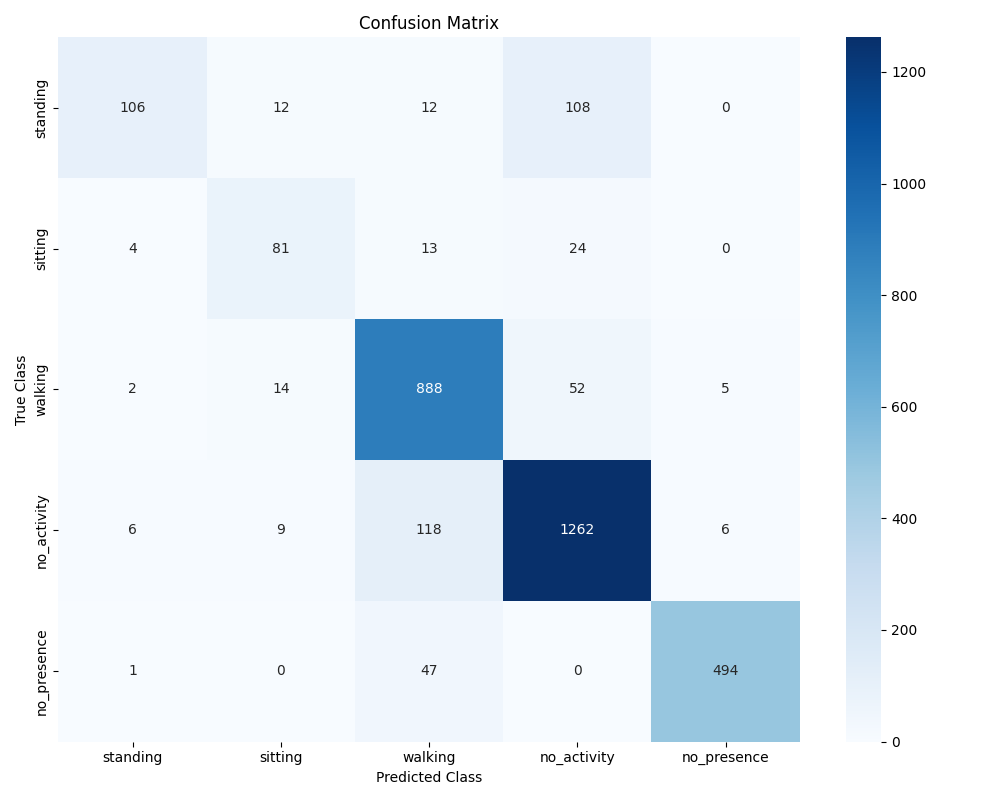 Confusion Matrix
True Class
standing
106 12 12 108 0
sitting
4 81 13 24 0
walking
2 14 888 52 5
no_activity
6 9 118 1262 6
no_presence
1 0 47 0 494
standing sitting walking no_activity no_presence
Predicted Class
1200
1000
800
600
400
200
0